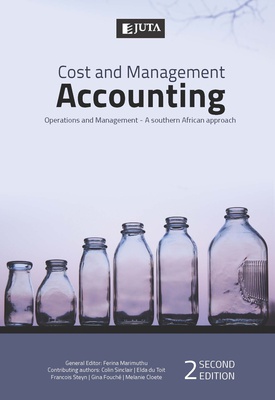 JUTA
Cost and Management
Accounting
Operations and Management - A southern African approach
General Editor: Ferina Marimuthu
Contributing authors: Colin Sinclair | Elda du Toit
Francois Steyn | Gina Fouché | Melanie Cloete
2 SECOND
EDITION